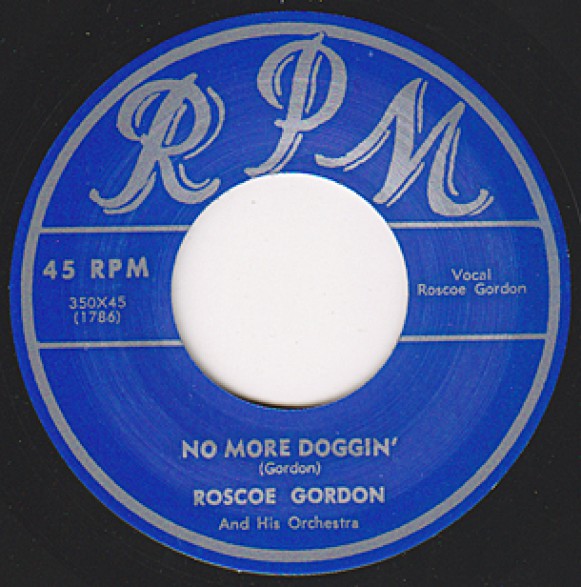 RPM
45 RPM
350X45
(1786)
Vocal
Roscoe Gordon
NO MORE DOGGIN'
(Gordon)
ROSCOE GORDON
And His Orchestra